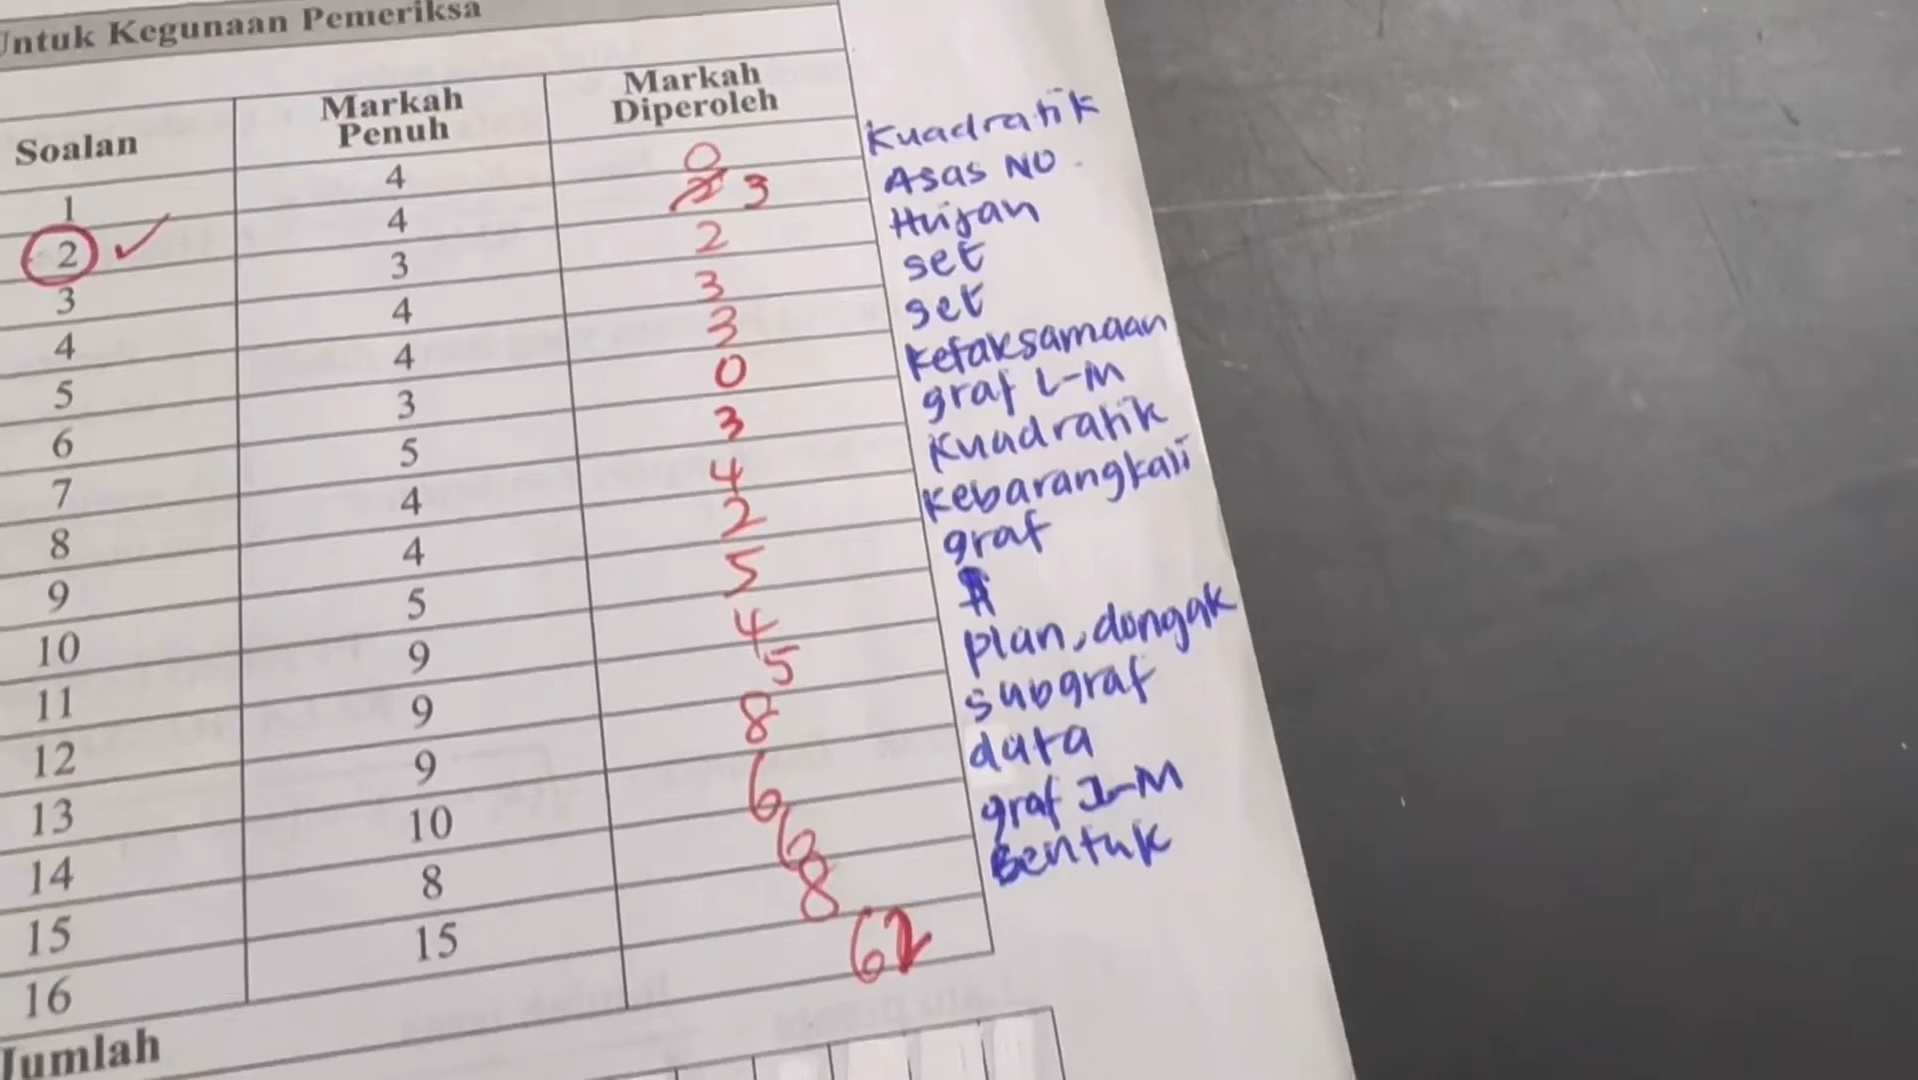 Untuk Kegunaan Pemeriksa
Soalan Markah Penuh Markah Diperoleh
1 4 0 Kuadratik
2 4 3 Asas NO.
3 3 2 Hujan
4 4 3 set
5 4 3 set
6 3 0 ketaksamaan
7 5 3 graf L-M
8 4 4 Kuadratik
9 4 2 Kebarangkali
10 5 5 graf
11 9 4 $
12 9 5 plan, dongak
13 9 8 subgraf
14 10 6 data
15 8 6 graf L-M
16 15 8 Bentuk
Jumlah 62